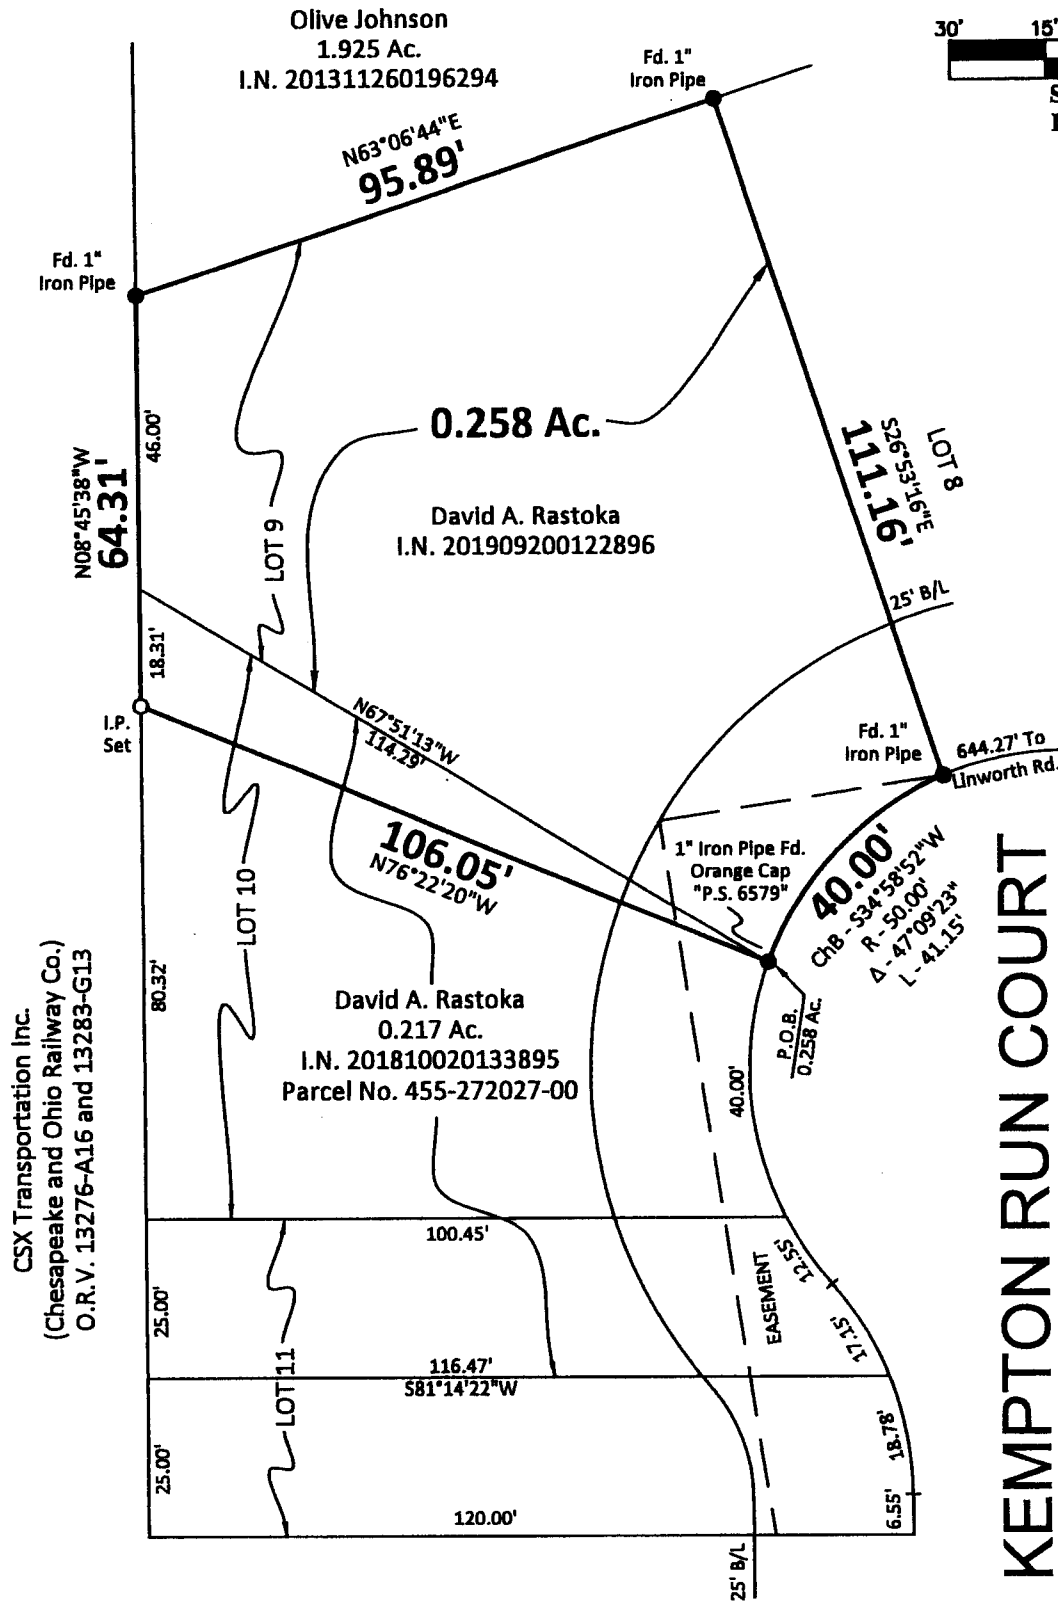 Olive Johnson
1.925 Ac.
I.N. 201311260196294
30'
15'
Fd. 1"
Iron Pipe
N63°06'44"E
95.89'
Fd. 1"
Iron Pipe
46.00'
N08°45'38"W
64.31'
18.31'
0.258 Ac.
LOT 9
David A. Rastoka
I.N. 201909200122896
LOT 8
S26°53'16"E
111.16'
25' B/L
I.P.
Set
N67°51'13"W
114.29'
106.05'
N76°22'20"W
Fd. 1"
Iron Pipe
644.27' To
Linworth Rd.
1" Iron Pipe Fd.
Orange Cap
"P.S. 6579"
40.00'
ChB - S34°58'52"W
R - 50.00'
Δ - 47°09'23"
L - 41.15'
P.O.B.
0.258 Ac.
LOT 10
80.32'
David A. Rastoka
0.217 Ac.
I.N. 201810020133895
Parcel No. 455-272027-00
40.00'
CSX Transportation Inc.
(Chesapeake and Ohio Railway Co.)
O.R.V. 13276-A16 and 13283-G13
100.45'
12.55'
EASEMENT
25.00'
17.15'
LOT 11
116.47'
S81°14'22"W
25.00'
18.78'
6.55'
120.00'
25' B/L
KEMPTON RUN COURT